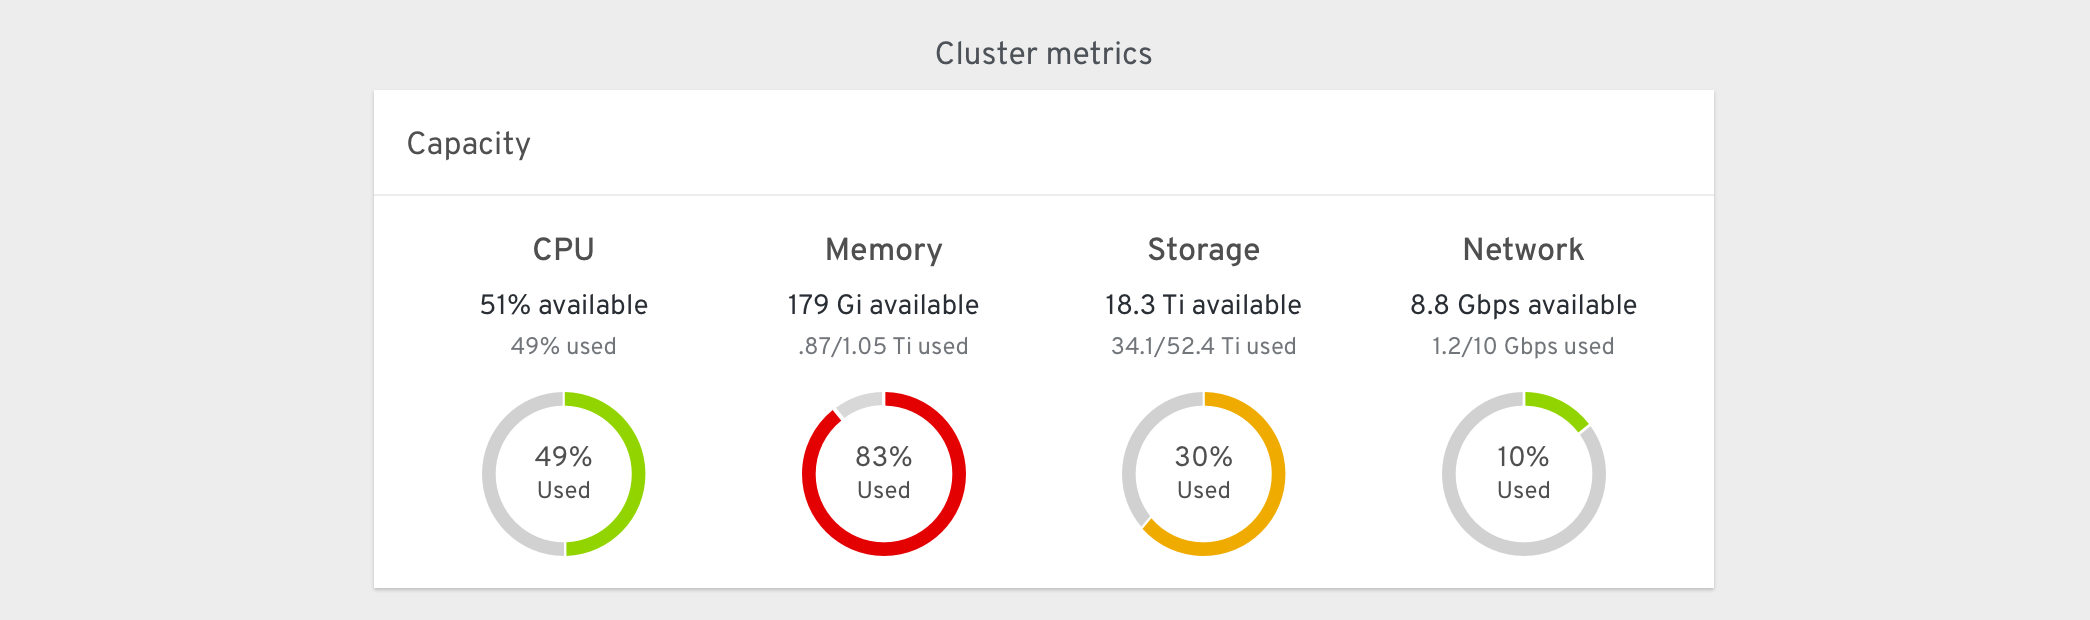 Cluster metrics
Capacity
CPU
51% available
49% used
49%
Used
Memory
179 Gi available
.87/1.05 Ti used
83%
Used
Storage
18.3 Ti available
34.1/52.4 Ti used
30%
Used
Network
8.8 Gbps available
1.2/10 Gbps used
10%
Used